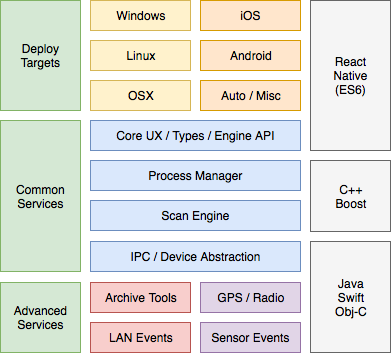 Deploy
Targets
Windows
iOS
Linux
Android
OSX
Auto / Misc
React
Native
(ES6)
Common
Services
Core UX / Types / Engine API
Process Manager
Scan Engine
IPC / Device Abstraction
C++
Boost
Advanced
Services
Archive Tools
GPS / Radio
LAN Events
Sensor Events
Java
Swift
Obj-C